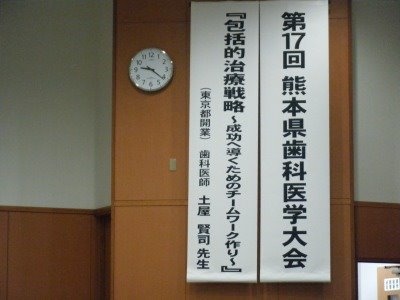 第17回 熊本県歯科医学大会
『包括的治療戦略～成功へ導くためのチームワーク作り～』
（東京都開業） 歯科医師 土屋 賢司 先生